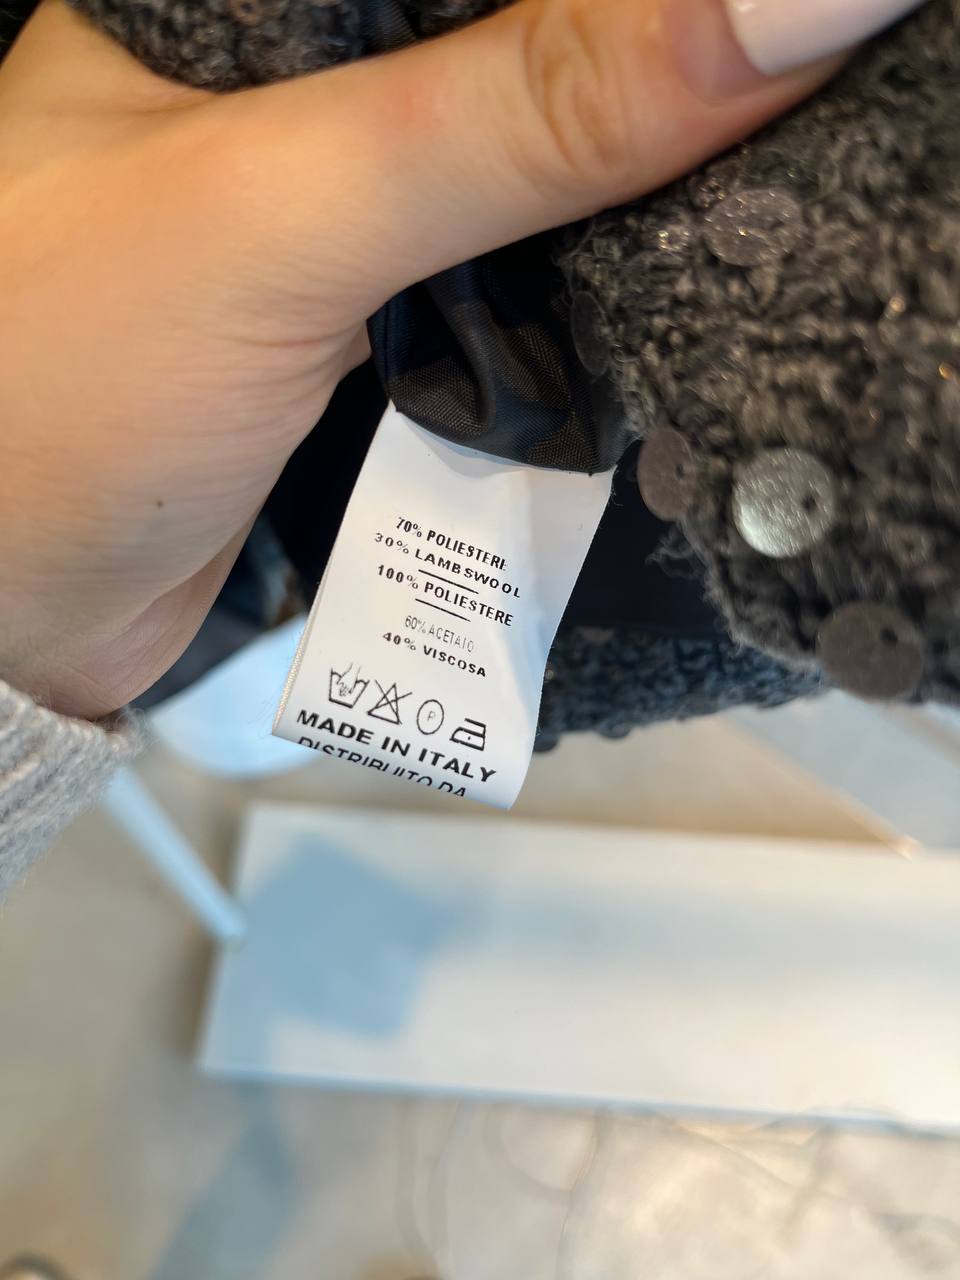 70% POLIESTERE
30% LAMBSWOOL
100% POLIESTERE
60% ACETATO
40% VISCOSA
P
MADE IN ITALY
DISTRIBUITO DA